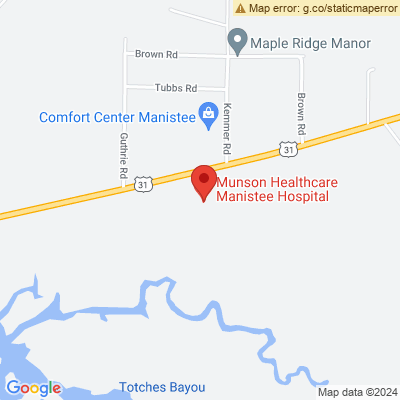 Map error: g.co/staticmaperror
Maple Ridge Manor
Brown Rd
Tubbs Rd
Brown Rd
Comfort Center Manistee
Kemmer Rd
Guthrie Rd
31
31
Munson Healthcare
Manistee Hospital
Totches Bayou
Google
Map data ©2024